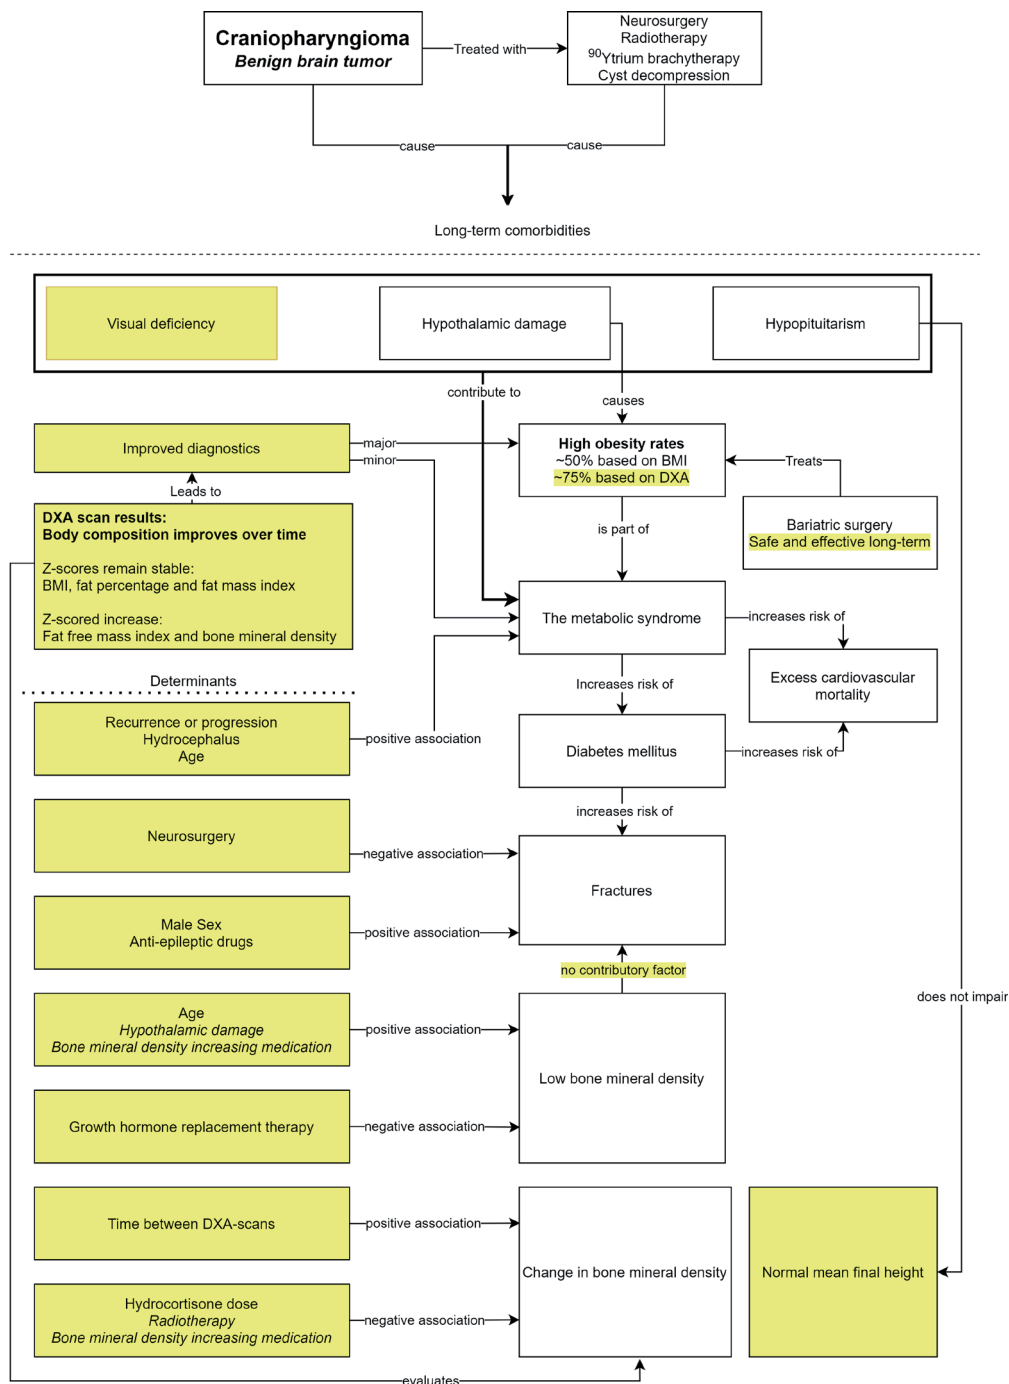 Craniopharyngioma
Benign brain tumor
Treated with
Neurosurgery
Radiotherapy
⁹⁰Ytrium brachytherapy
Cyst decompression
cause
cause
Long-term comorbidities
Visual deficiency
Hypothalamic damage
Hypopituitarism
contribute to
causes
Improved diagnostics
major
minor
High obesity rates
~50% based on BMI
~75% based on DXA
Treats
Leads to
DXA scan results:
Body composition improves over time
Z-scores remain stable:
BMI, fat percentage and fat mass index
Z-scored increase:
Fat free mass index and bone mineral density
is part of
Bariatric surgery
Safe and effective long-term
The metabolic syndrome
increases risk of
Excess cardiovascular
mortality
Determinants
Increases risk of
Recurrence or progression
Hydrocephalus
Age
positive association
Diabetes mellitus
increases risk of
increases risk of
Neurosurgery
negative association
Fractures
Male Sex
Anti-epileptic drugs
positive association
no contributory factor
does not impair
Age
Hypothalamic damage
Bone mineral density increasing medication
positive association
Low bone mineral density
Growth hormone replacement therapy
negative association
Time between DXA-scans
positive association
Change in bone mineral density
Normal mean final height
Hydrocortisone dose
Radiotherapy
Bone mineral density increasing medication
negative association
evaluates